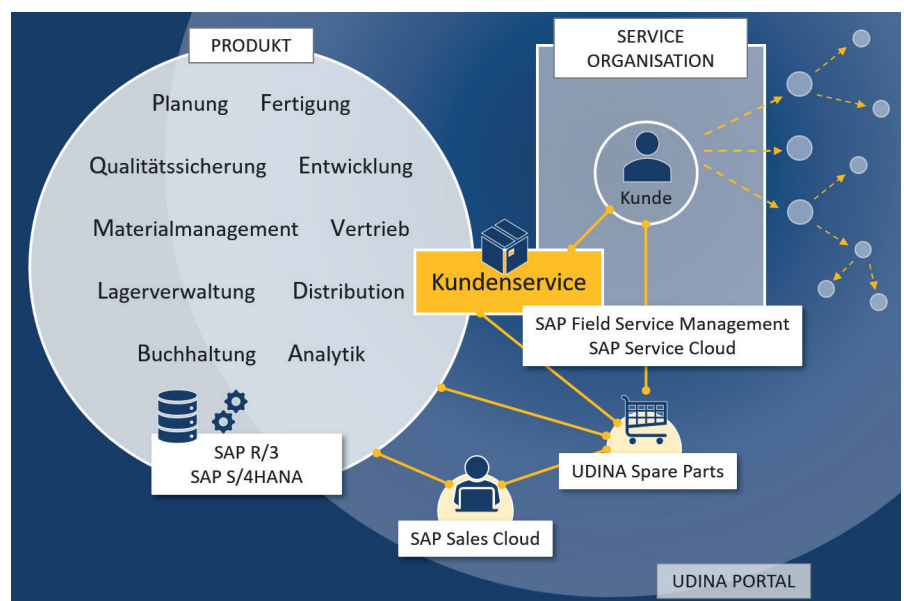 PRODUKT
SERVICE
ORGANISATION
Planung Fertigung
Qualitätssicherung Entwicklung
Kunde
Materialmanagement Vertrieb
Kundenservice
Lagerverwaltung Distribution
SAP Field Service Management
SAP Service Cloud
Buchhaltung Analytik
SAP R/3
SAP S/4HANA
UDINA Spare Parts
SAP Sales Cloud
UDINA PORTAL